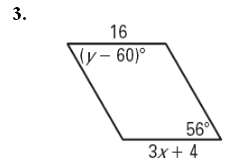 3.
16
(y – 60)°
56°
3x + 4